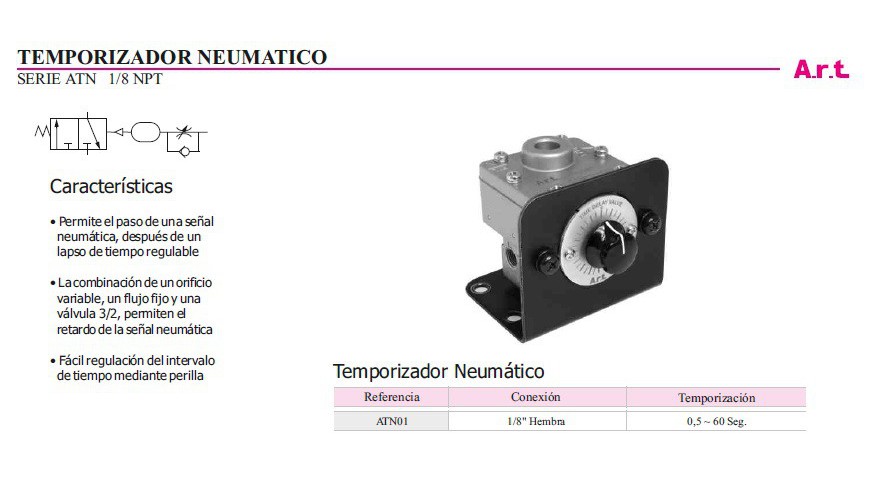 TEMPORIZADOR NEUMATICO
SERIE ATN 1/8 NPT
A.r.t.
Características
• Permite el paso de una señal
neumática, después de un
lapso de tiempo regulable
• La combinación de un orificio
variable, un flujo fijo y una
válvula 3/2, permiten el
retardo de la señal neumática
• Fácil regulación del intervalo
de tiempo mediante perilla
A.r.t.
TIME DELAY VALVE
A.r.t.
Temporizador Neumático
Referencia Conexión Temporización
ATN01 1/8" Hembra 0,5 ~ 60 Seg.